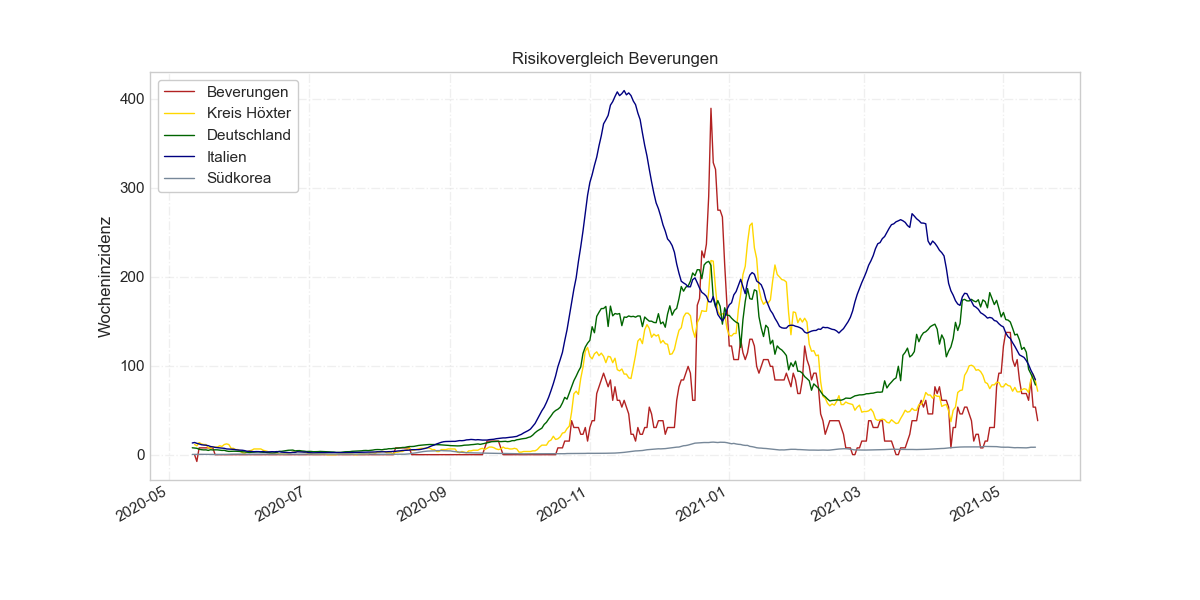 Risikovergleich Beverungen
Beverungen
Kreis Höxter
Deutschland
Italien
Südkorea
Wocheninzidenz
400
300
200
100
0
2020-05
2020-07
2020-09
2020-11
2021-01
2021-03
2021-05